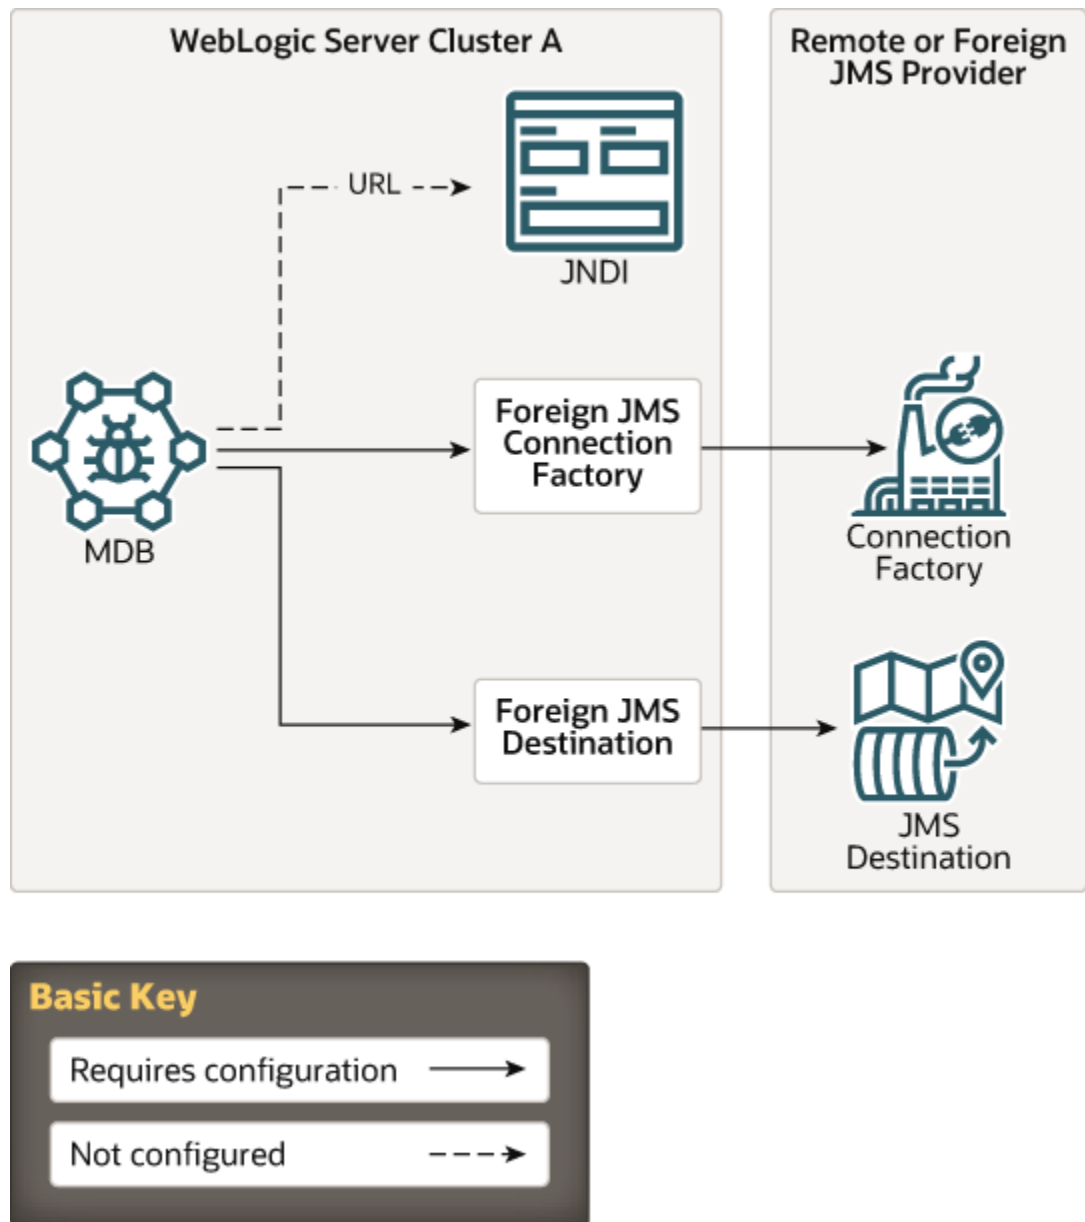 WebLogic Server Cluster A
Remote or Foreign
JMS Provider
URL
JNDI
MDB
Foreign JMS
Connection
Factory
Connection
Factory
Foreign JMS
Destination
JMS
Destination
Basic Key
Requires configuration
Not configured